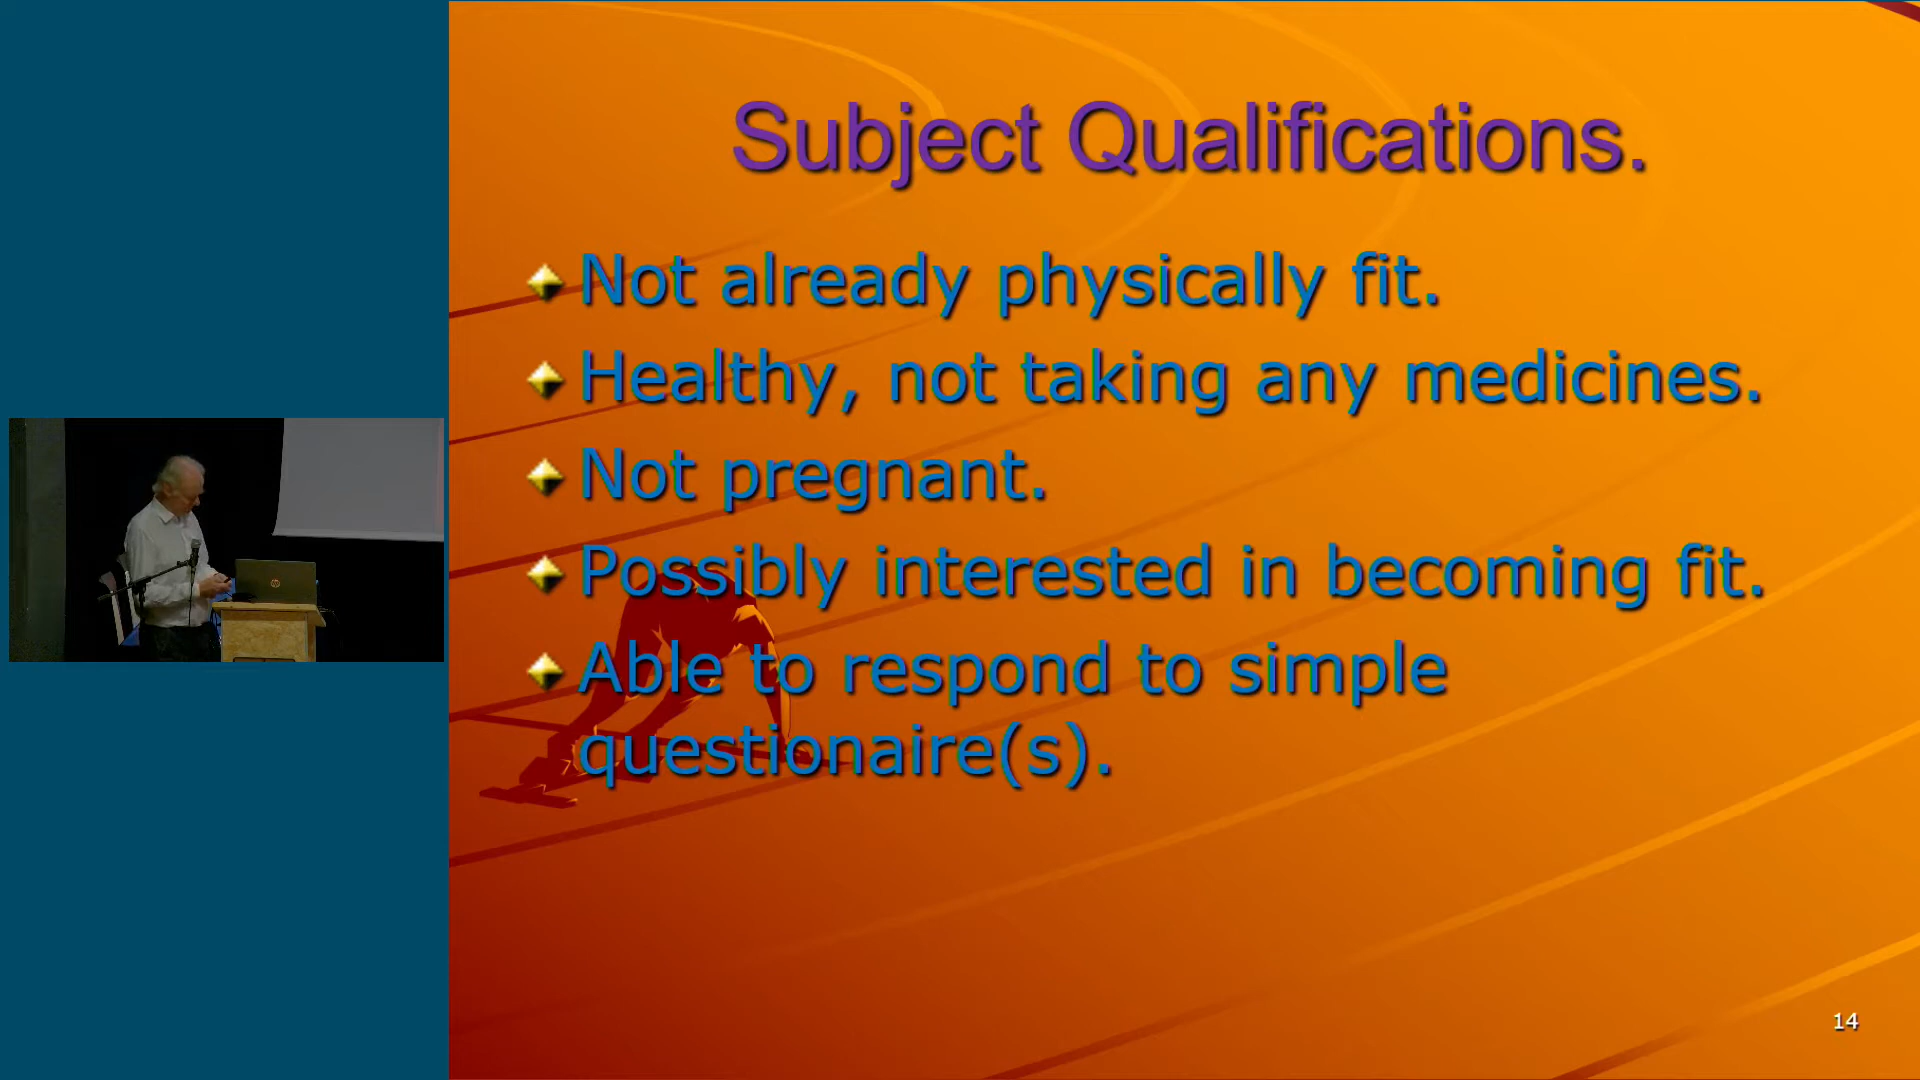 Subject Qualifications.
Not already physically fit.
Healthy, not taking any medicines.
Not pregnant.
Possibly interested in becoming fit.
Able to respond to simple
questionaire(s).
14